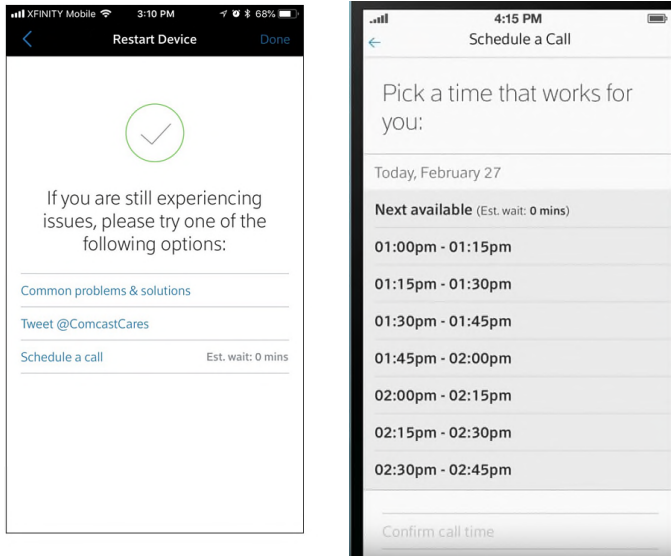 XFINITY Mobile 3:10 PM 68%
Restart Device Done
If you are still experiencing
issues, please try one of the
following options:
Common problems & solutions
Tweet @ComcastCares
Schedule a call Est. wait: 0 mins
4:15 PM
Schedule a Call
Pick a time that works for
you:
Today, February 27
Next available (Est. wait: 0 mins)
01:00pm - 01:15pm
01:15pm - 01:30pm
01:30pm - 01:45pm
01:45pm - 02:00pm
02:00pm - 02:15pm
02:15pm - 02:30pm
02:30pm - 02:45pm
Confirm call time